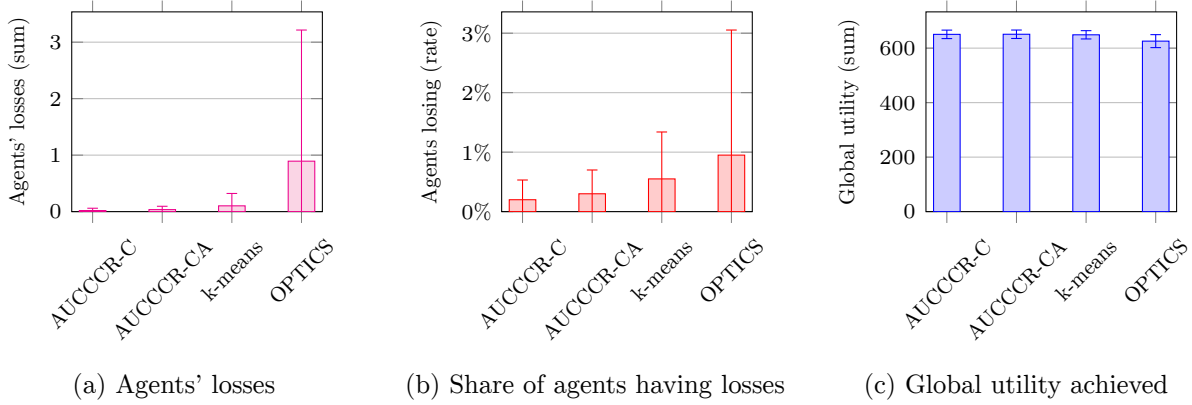 Agents' losses (sum)
3
2
1
0
AUCCCR-C
AUCCCR-CA
k-means
OPTICS
(a) Agents' losses
Agents losing (rate)
3%
2%
1%
0%
AUCCCR-C
AUCCCR-CA
k-means
OPTICS
(b) Share of agents having losses
Global utility (sum)
600
400
200
0
AUCCCR-C
AUCCCR-CA
k-means
OPTICS
(c) Global utility achieved